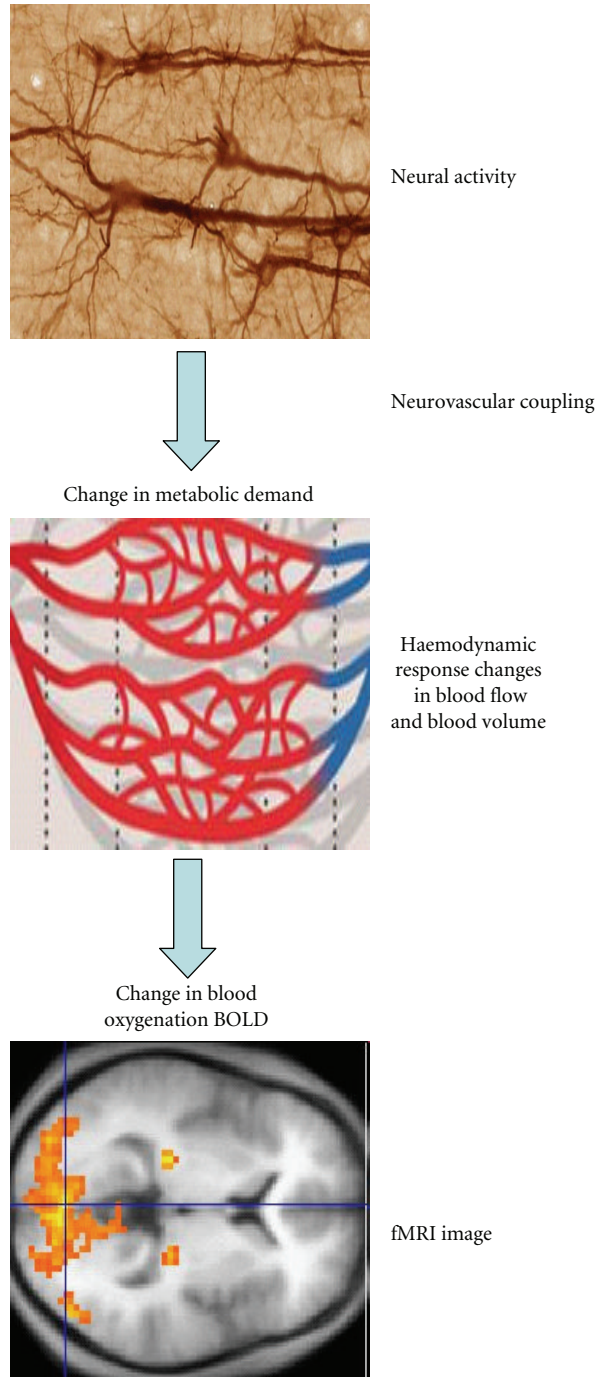 Neural activity
Neurovascular coupling
Change in metabolic demand
Haemodynamic
response changes
in blood flow
and blood volume
Change in blood
oxygenation BOLD
fMRI image